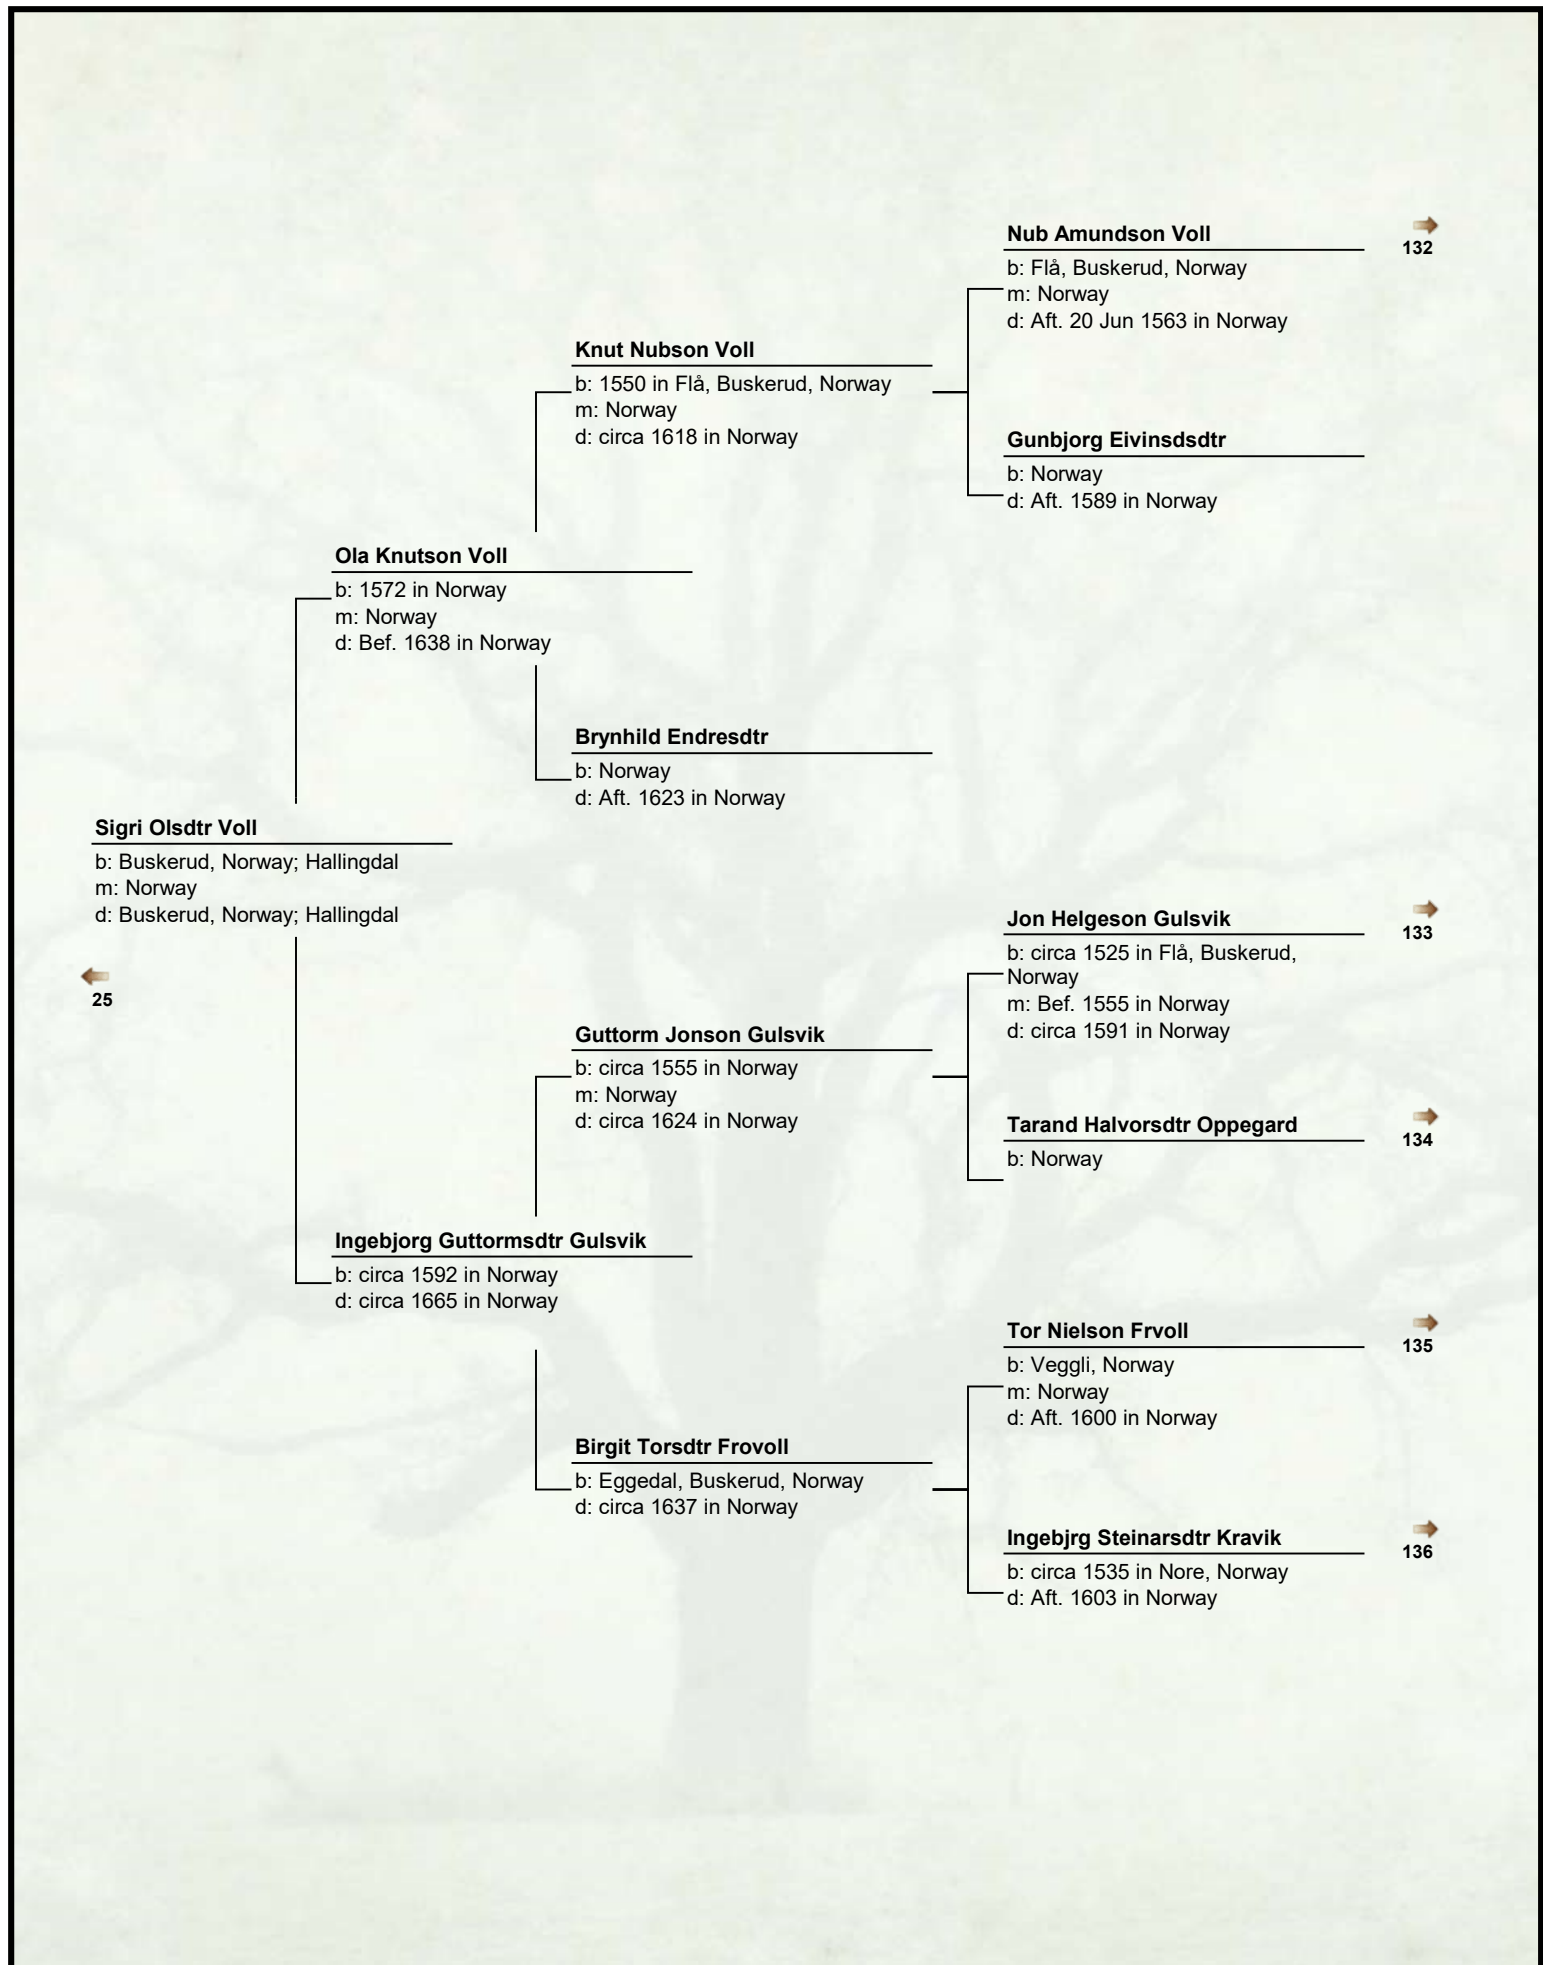 Nub Amundson Voll
132
b: Flå, Buskerud, Norway
m: Norway
d: Aft. 20 Jun 1563 in Norway
Knut Nubson Voll
b: 1550 in Flå, Buskerud, Norway
m: Norway
d: circa 1618 in Norway
Gunbjorg Eivinsdsdtr
b: Norway
d: Aft. 1589 in Norway
Ola Knutson Voll
b: 1572 in Norway
m: Norway
d: Bef. 1638 in Norway
Brynhild Endresdtr
b: Norway
d: Aft. 1623 in Norway
Sigri Olsdtr Voll
b: Buskerud, Norway; Hallingdal
m: Norway
d: Buskerud, Norway; Hallingdal
25
Jon Helgeson Gulsvik
133
b: circa 1525 in Flå, Buskerud,
Norway
m: Bef. 1555 in Norway
d: circa 1591 in Norway
Guttorm Jonson Gulsvik
b: circa 1555 in Norway
m: Norway
d: circa 1624 in Norway
Tarand Halvorsdtr Oppegard
134
b: Norway
Ingebjorg Guttormsdtr Gulsvik
b: circa 1592 in Norway
d: circa 1665 in Norway
Tor Nielson Frvoll
135
b: Veggli, Norway
m: Norway
d: Aft. 1600 in Norway
Birgit Torsdtr Frovoll
b: Eggedal, Buskerud, Norway
d: circa 1637 in Norway
Ingebjrg Steinarsdtr Kravik
136
b: circa 1535 in Nore, Norway
d: Aft. 1603 in Norway